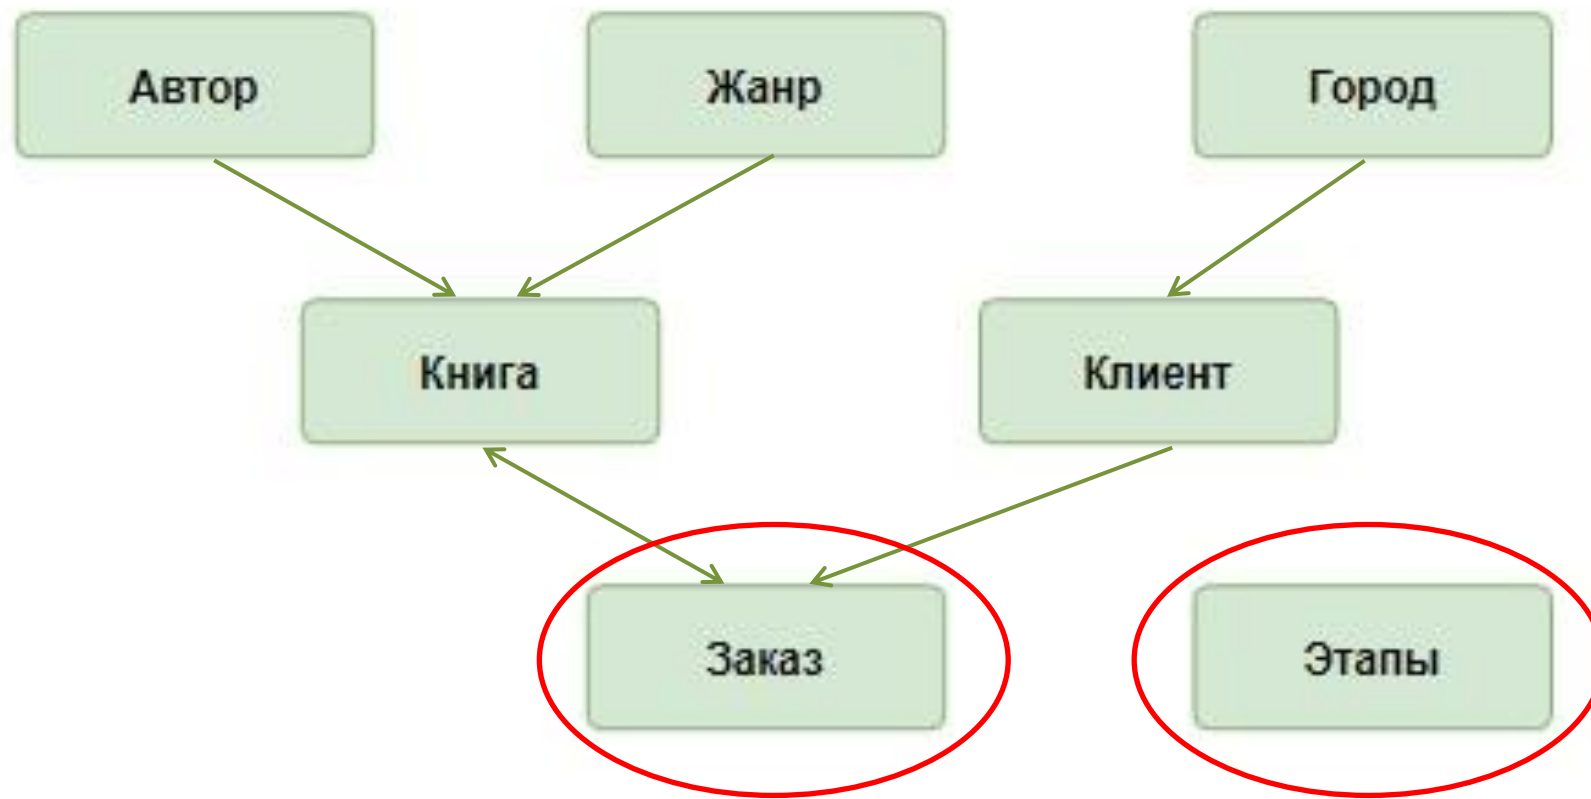 Автор
Жанр
Город
Книга
Клиент
Заказ
Этапы